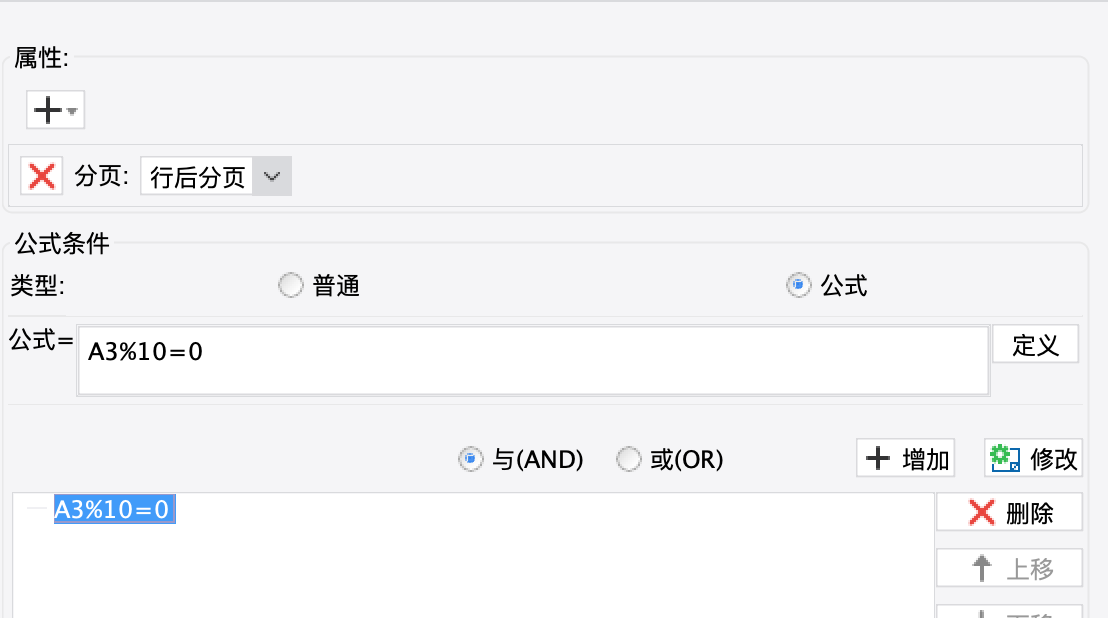 属性:
分页: 行后分页
公式条件
类型: 普通 公式
公式= A3%10=0 定义
与(AND) 或(OR) 增加 修改
A3%10=0 删除
上移